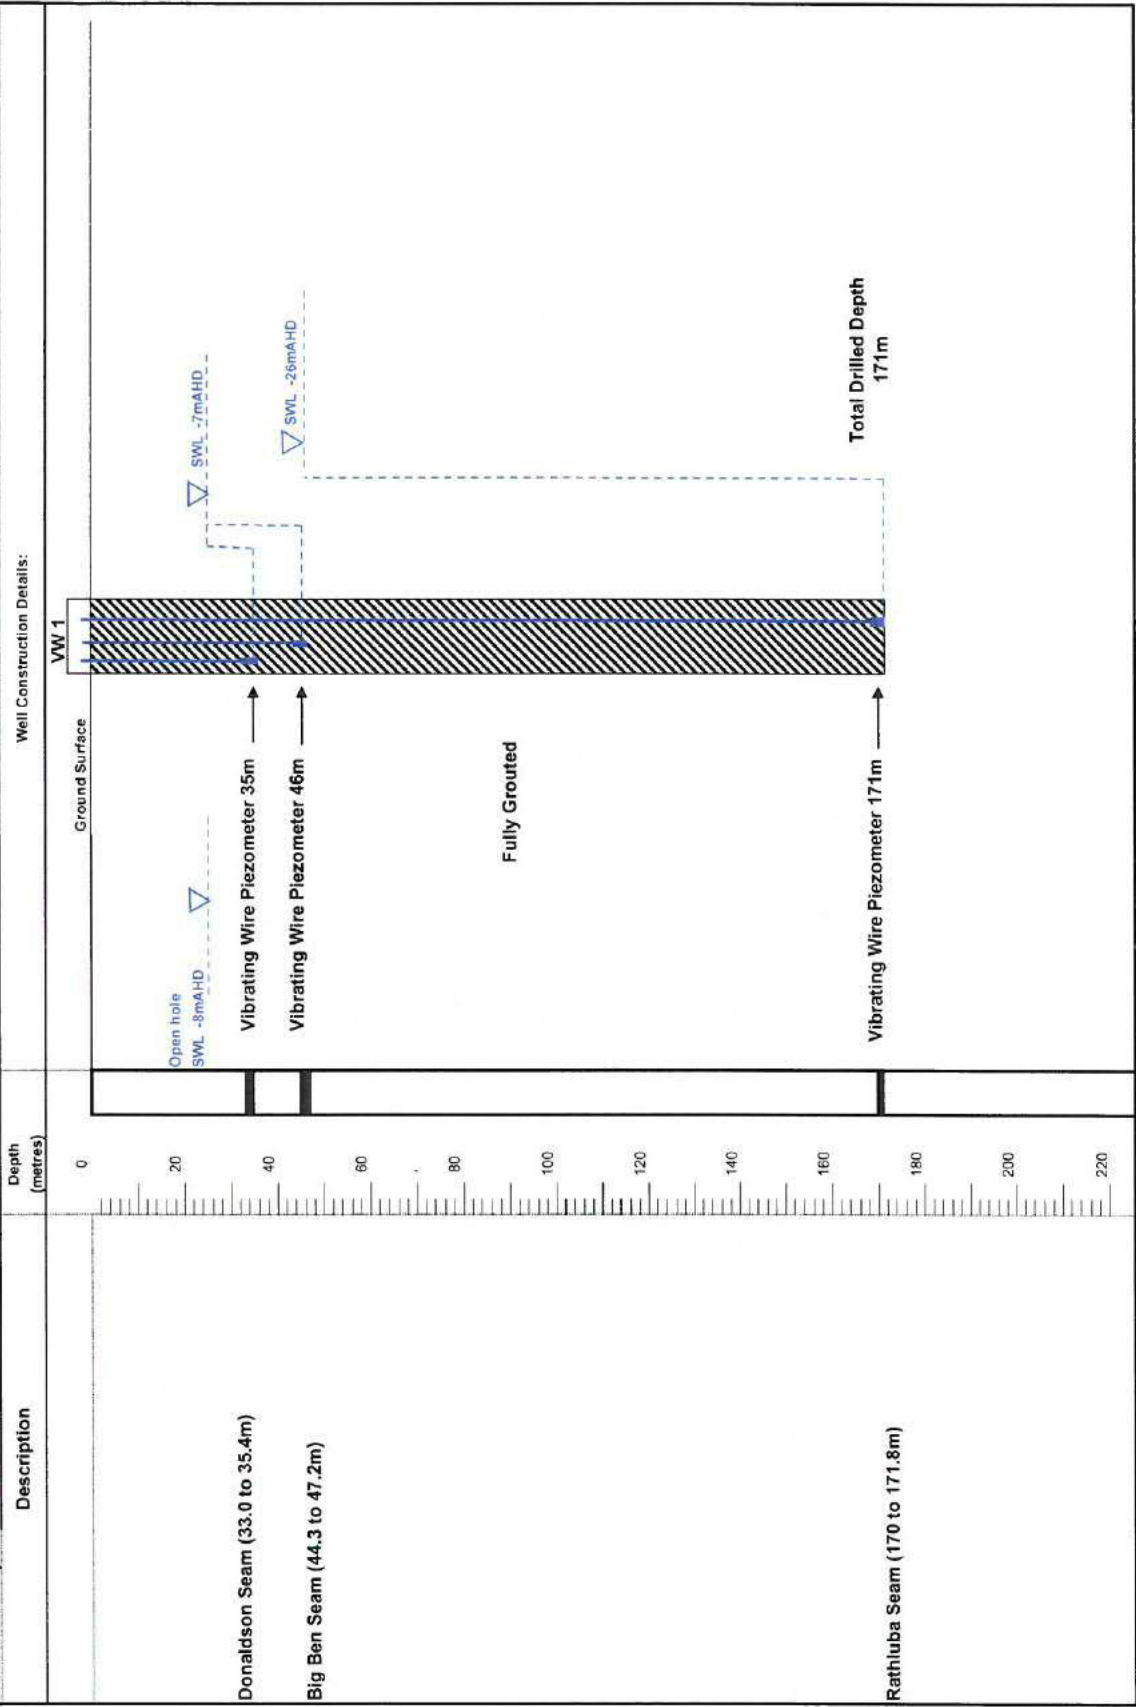 Description
Depth
(metres)
Well Construction Details:
VW 1
Ground Surface
0
20
40
60
80
100
120
140
160
180
200
220
Open hole
SWL -8mAHD
SWL -7mAHD
SWL -26mAHD
Donaldson Seam (33.0 to 35.4m)
Vibrating Wire Piezometer 35m
Big Ben Seam (44.3 to 47.2m)
Vibrating Wire Piezometer 46m
Fully Grouted
Rathluba Seam (170 to 171.8m)
Vibrating Wire Piezometer 171m
Total Drilled Depth
171m